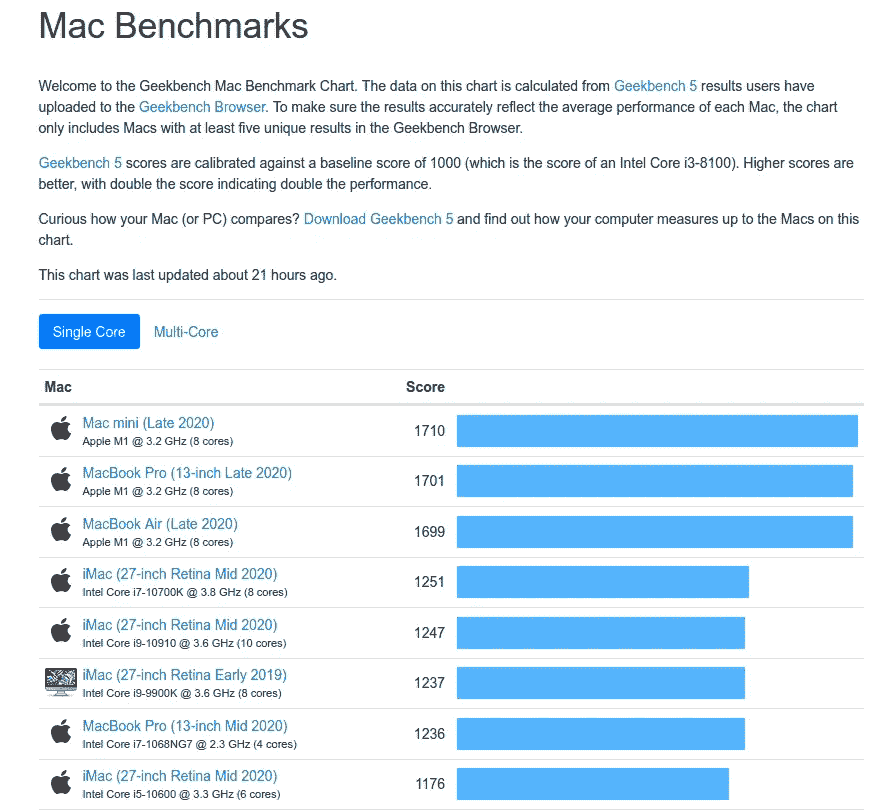 Mac Benchmarks
Welcome to the Geekbench Mac Benchmark Chart. The data on this chart is calculated from Geekbench 5 results users have
uploaded to the Geekbench Browser. To make sure the results accurately reflect the average performance of each Mac, the chart
only includes Macs with at least five unique results in the Geekbench Browser.
Geekbench 5 scores are calibrated against a baseline score of 1000 (which is the score of an Intel Core i3-8100). Higher scores are
better, with double the score indicating double the performance.
Curious how your Mac (or PC) compares? Download Geekbench 5 and find out how your computer measures up to the Macs on this
chart.
This chart was last updated about 21 hours ago.
Single Core Multi-Core
Mac Score
Mac mini (Late 2020)
Apple M1 @ 3.2 GHz (8 cores)
1710
MacBook Pro (13-inch Late 2020)
Apple M1 @ 3.2 GHz (8 cores)
1701
MacBook Air (Late 2020)
Apple M1 @ 3.2 GHz (8 cores)
1699
iMac (27-inch Retina Mid 2020)
Intel Core i7-10700K @ 3.8 GHz (8 cores)
1251
iMac (27-inch Retina Mid 2020)
Intel Core i9-10910 @ 3.6 GHz (10 cores)
1247
iMac (27-inch Retina Early 2019)
Intel Core i9-9900K @ 3.6 GHz (8 cores)
1237
MacBook Pro (13-inch Mid 2020)
Intel Core i7-1068NG7 @ 2.3 GHz (4 cores)
1236
iMac (27-inch Retina Mid 2020)
Intel Core i5-10600 @ 3.3 GHz (6 cores)
1176